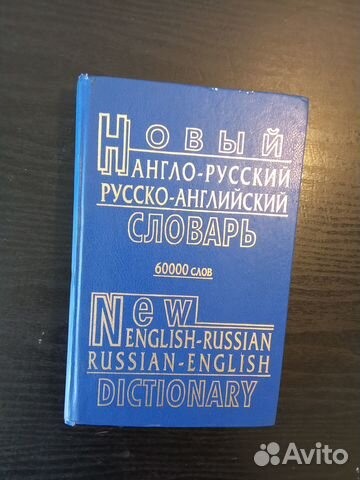 Новый
АНГЛО-РУССКИЙ
РУССКО-АНГЛИЙСКИЙ
СЛОВАРЬ
60000 СЛОВ
New
ENGLISH-RUSSIAN
RUSSIAN-ENGLISH
DICTIONARY
Avito